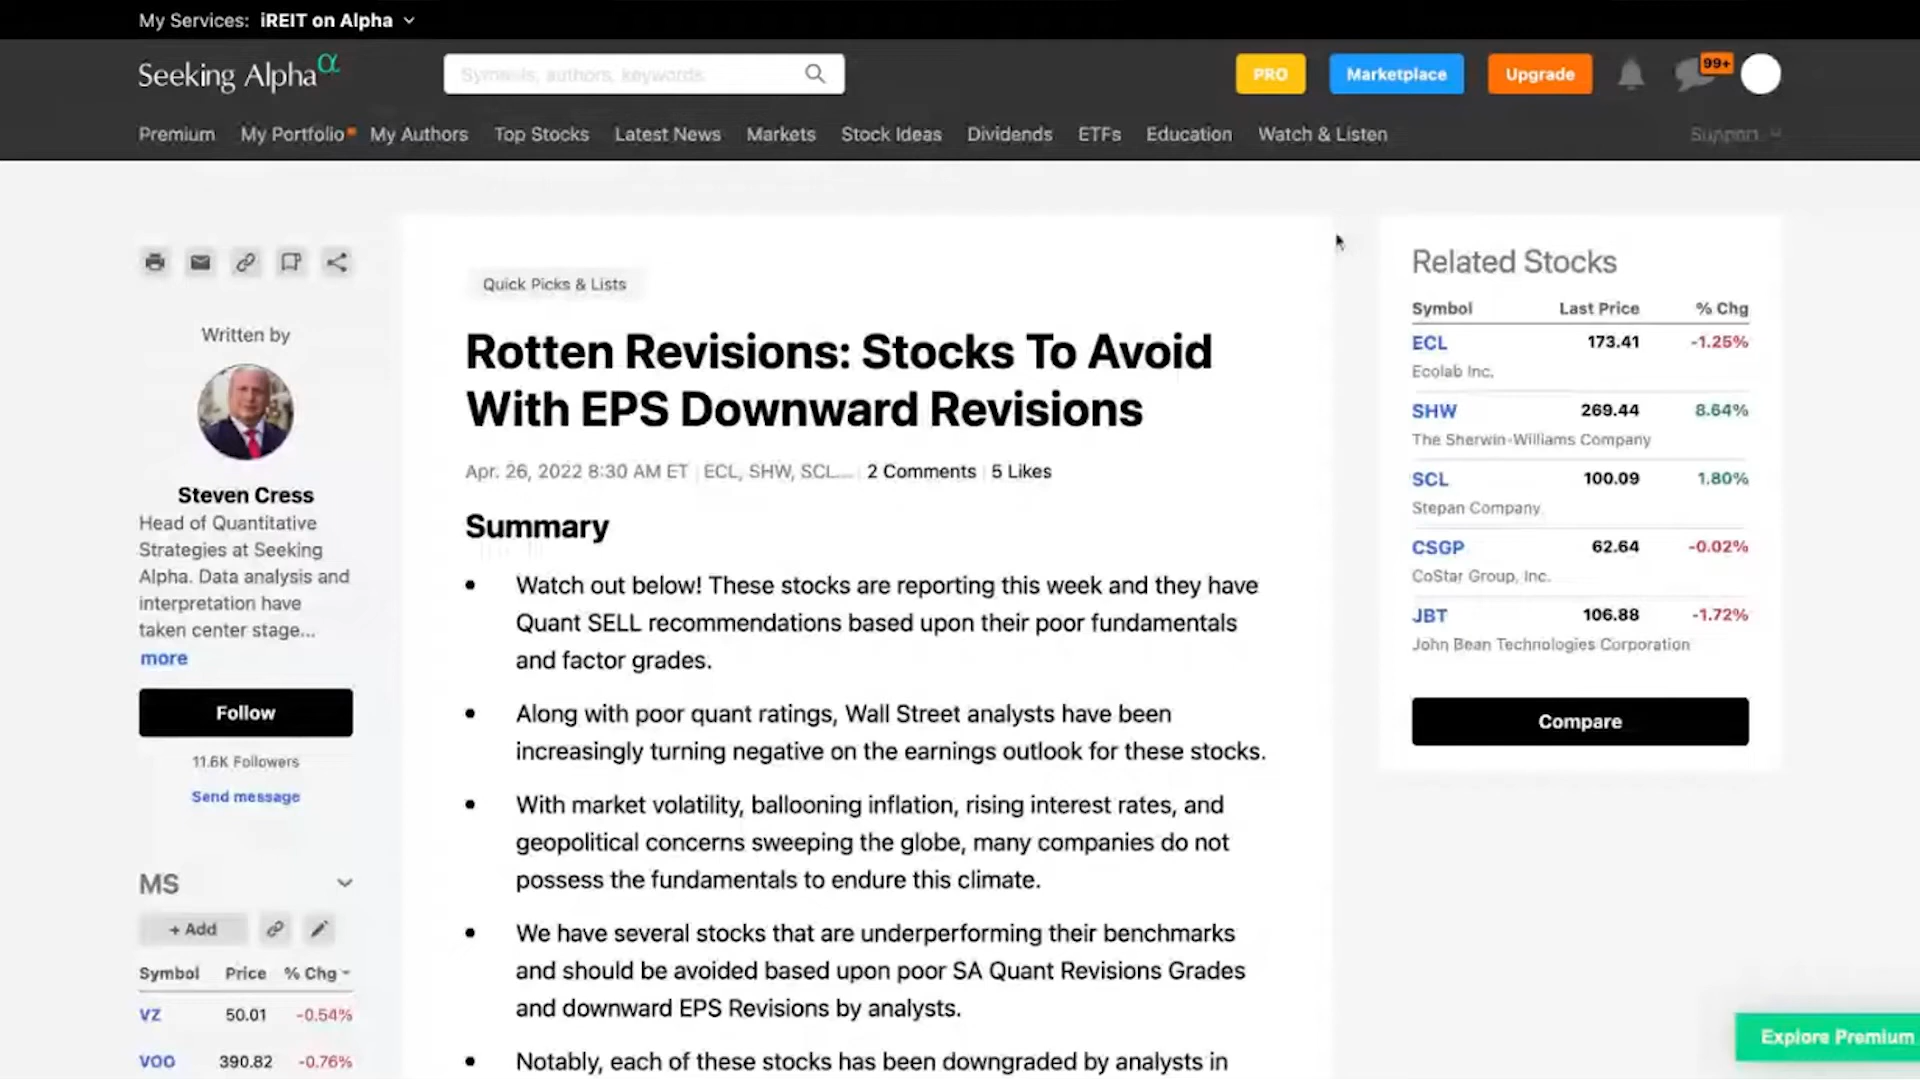 My Services: iREIT on Alpha
Seeking Alpha α
Symbols, authors, keywords
PRO
Marketplace
Upgrade
99+
Premium My Portfolio My Authors Top Stocks Latest News Markets Stock Ideas Dividends ETFs Education Watch & Listen
Support
Written by
Steven Cress
Head of Quantitative
Strategies at Seeking
Alpha. Data analysis and
interpretation have
taken center stage...
more
Follow
11.6K Followers
Send message
MS
+ Add
Symbol Price % Chg
VZ 50.01 -0.54%
VOO 390.82 -0.76%
Quick Picks & Lists
Rotten Revisions: Stocks To Avoid
With EPS Downward Revisions
Apr. 26, 2022 8:30 AM ET ECL, SHW, SCL... 2 Comments 5 Likes
Summary
• Watch out below! These stocks are reporting this week and they have
Quant SELL recommendations based upon their poor fundamentals
and factor grades.
• Along with poor quant ratings, Wall Street analysts have been
increasingly turning negative on the earnings outlook for these stocks.
• With market volatility, ballooning inflation, rising interest rates, and
geopolitical concerns sweeping the globe, many companies do not
possess the fundamentals to endure this climate.
• We have several stocks that are underperforming their benchmarks
and should be avoided based upon poor SA Quant Revisions Grades
and downward EPS Revisions by analysts.
• Notably, each of these stocks has been downgraded by analysts in
Related Stocks
Symbol Last Price % Chg
ECL 173.41 -1.25%
Ecolab Inc.
SHW 269.44 8.64%
The Sherwin-Williams Company
SCL 100.09 1.80%
Stepan Company
CSGP 62.64 -0.02%
CoStar Group, Inc.
JBT 106.88 -1.72%
John Bean Technologies Corporation
Compare
Explore Premium